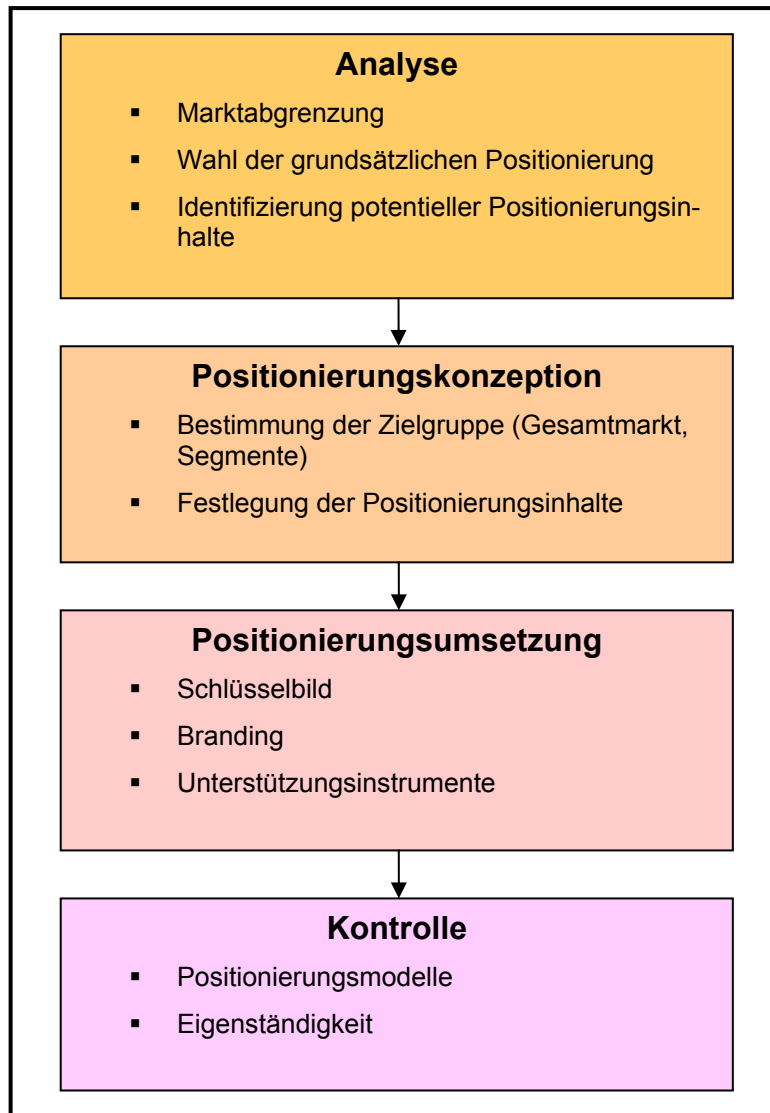 Analyse
▪ Marktabgrenzung
▪ Wahl der grundsätzlichen Positionierung
▪ Identifizierung potentieller Positionierungsin-
halte
Positionierungskonzeption
▪ Bestimmung der Zielgruppe (Gesamtmarkt,
Segmente)
▪ Festlegung der Positionierungsinhalte
Positionierungsumsetzung
▪ Schlüsselbild
▪ Branding
▪ Unterstützungsinstrumente
Kontrolle
▪ Positionierungsmodelle
▪ Eigenständigkeit